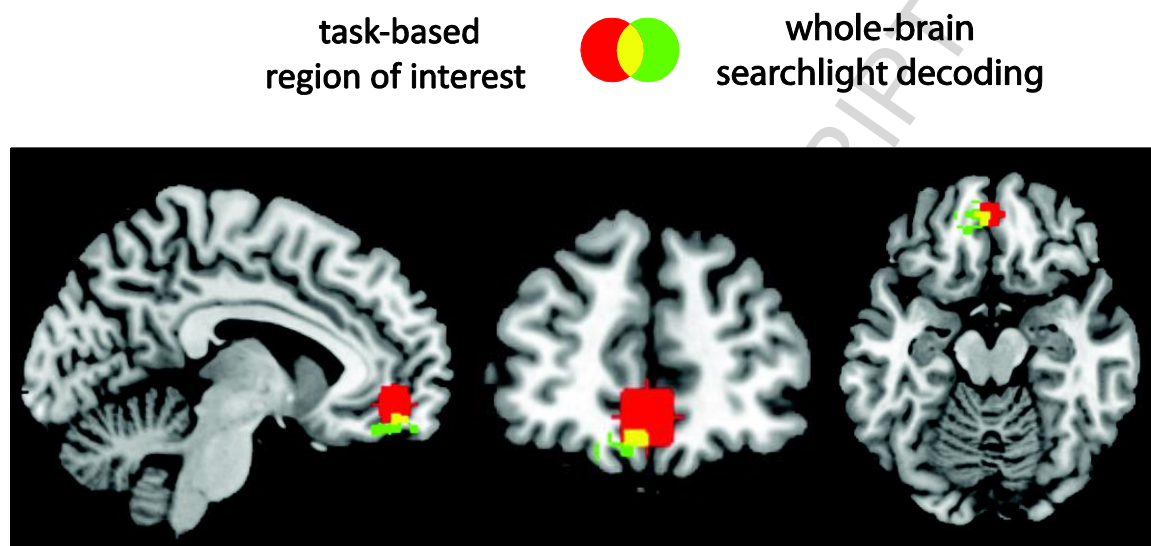 task-based
region of interest
whole-brain
searchlight decoding